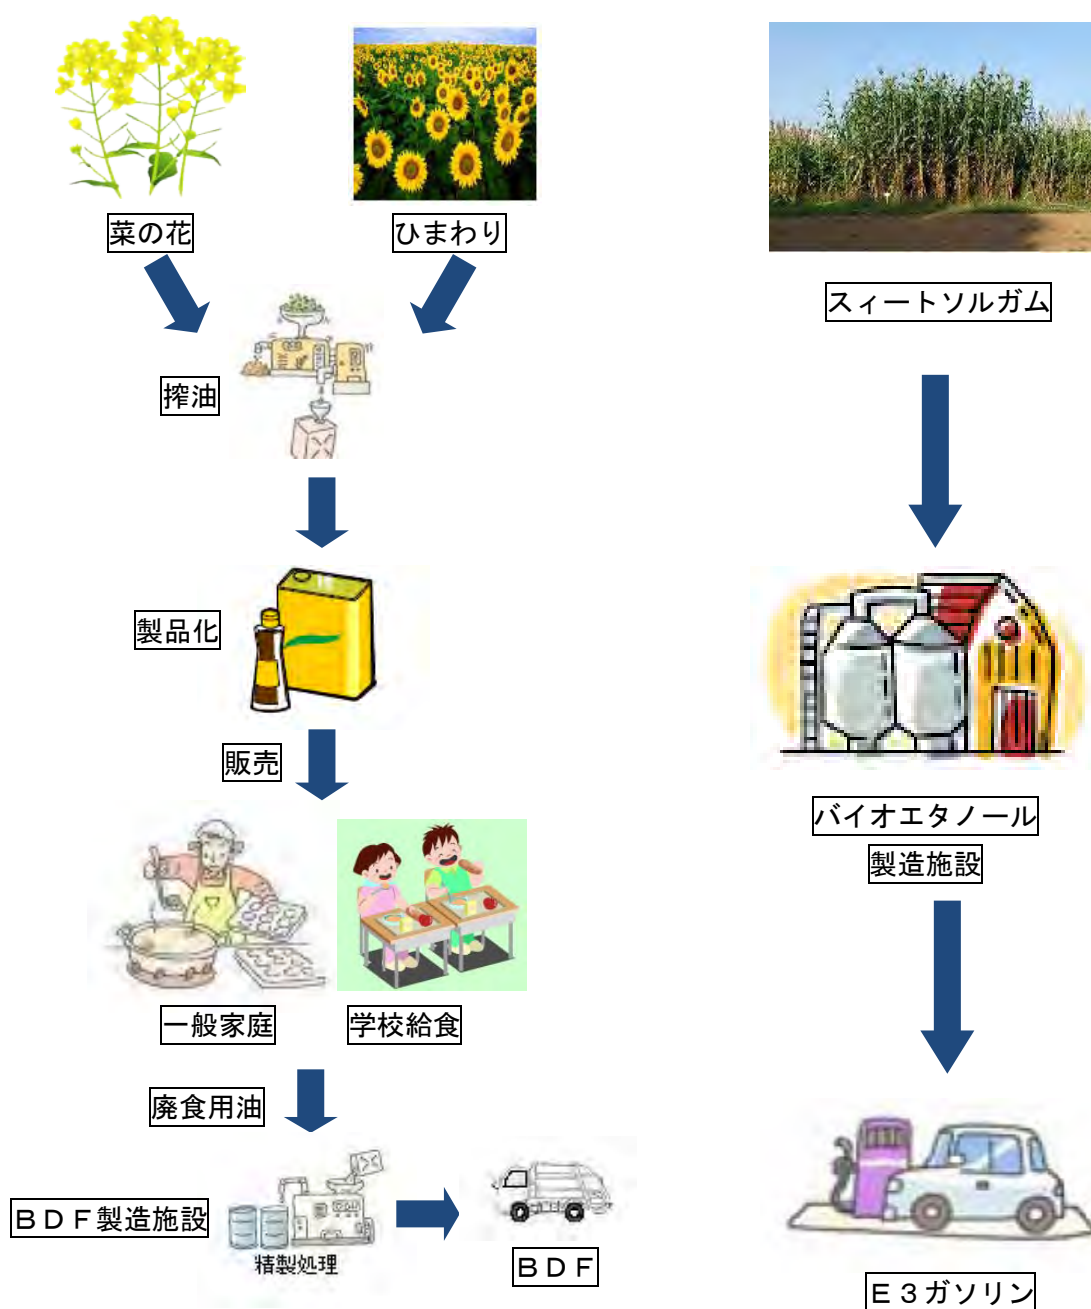 菜の花
ひまわり
搾油
製品化
販売
一般家庭
学校給食
廃食用油
ＢＤＦ製造施設
精製処理
ＢＤＦ
スィートソルガム
バイオエタノール
製造施設
Ｅ３ガソリン